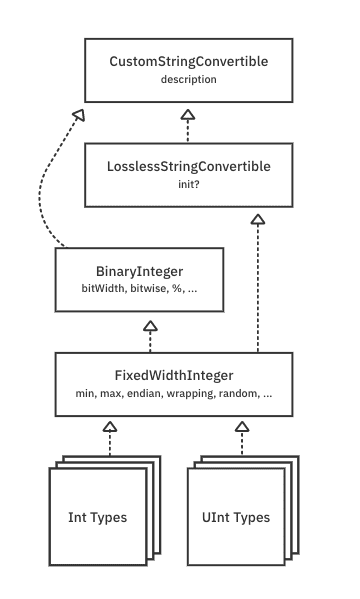 CustomStringConvertible
description
LosslessStringConvertible
init?
BinaryInteger
bitWidth, bitwise, %, ...
FixedWidthInteger
min, max, endian, wrapping, random, ...
Int Types
UInt Types